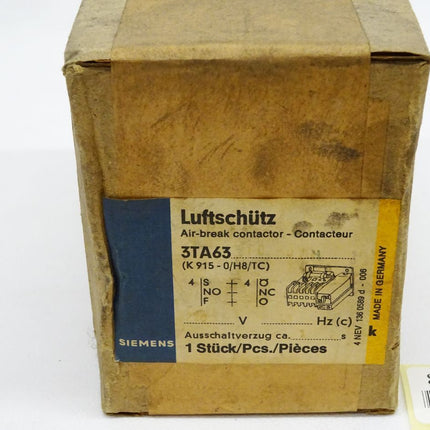 Luftschütz
Air-break contactor - Contacteur
3TA63
(K 915 - 0/H8/TC)
4 S + 4 Ö
NO NC
F O
V Hz (c)
Ausschaltverzug ca. s
1 Stück/Pcs./Pièces
k
SIEMENS
4 NEV 136 0589 d - 006
MADE IN GERMANY